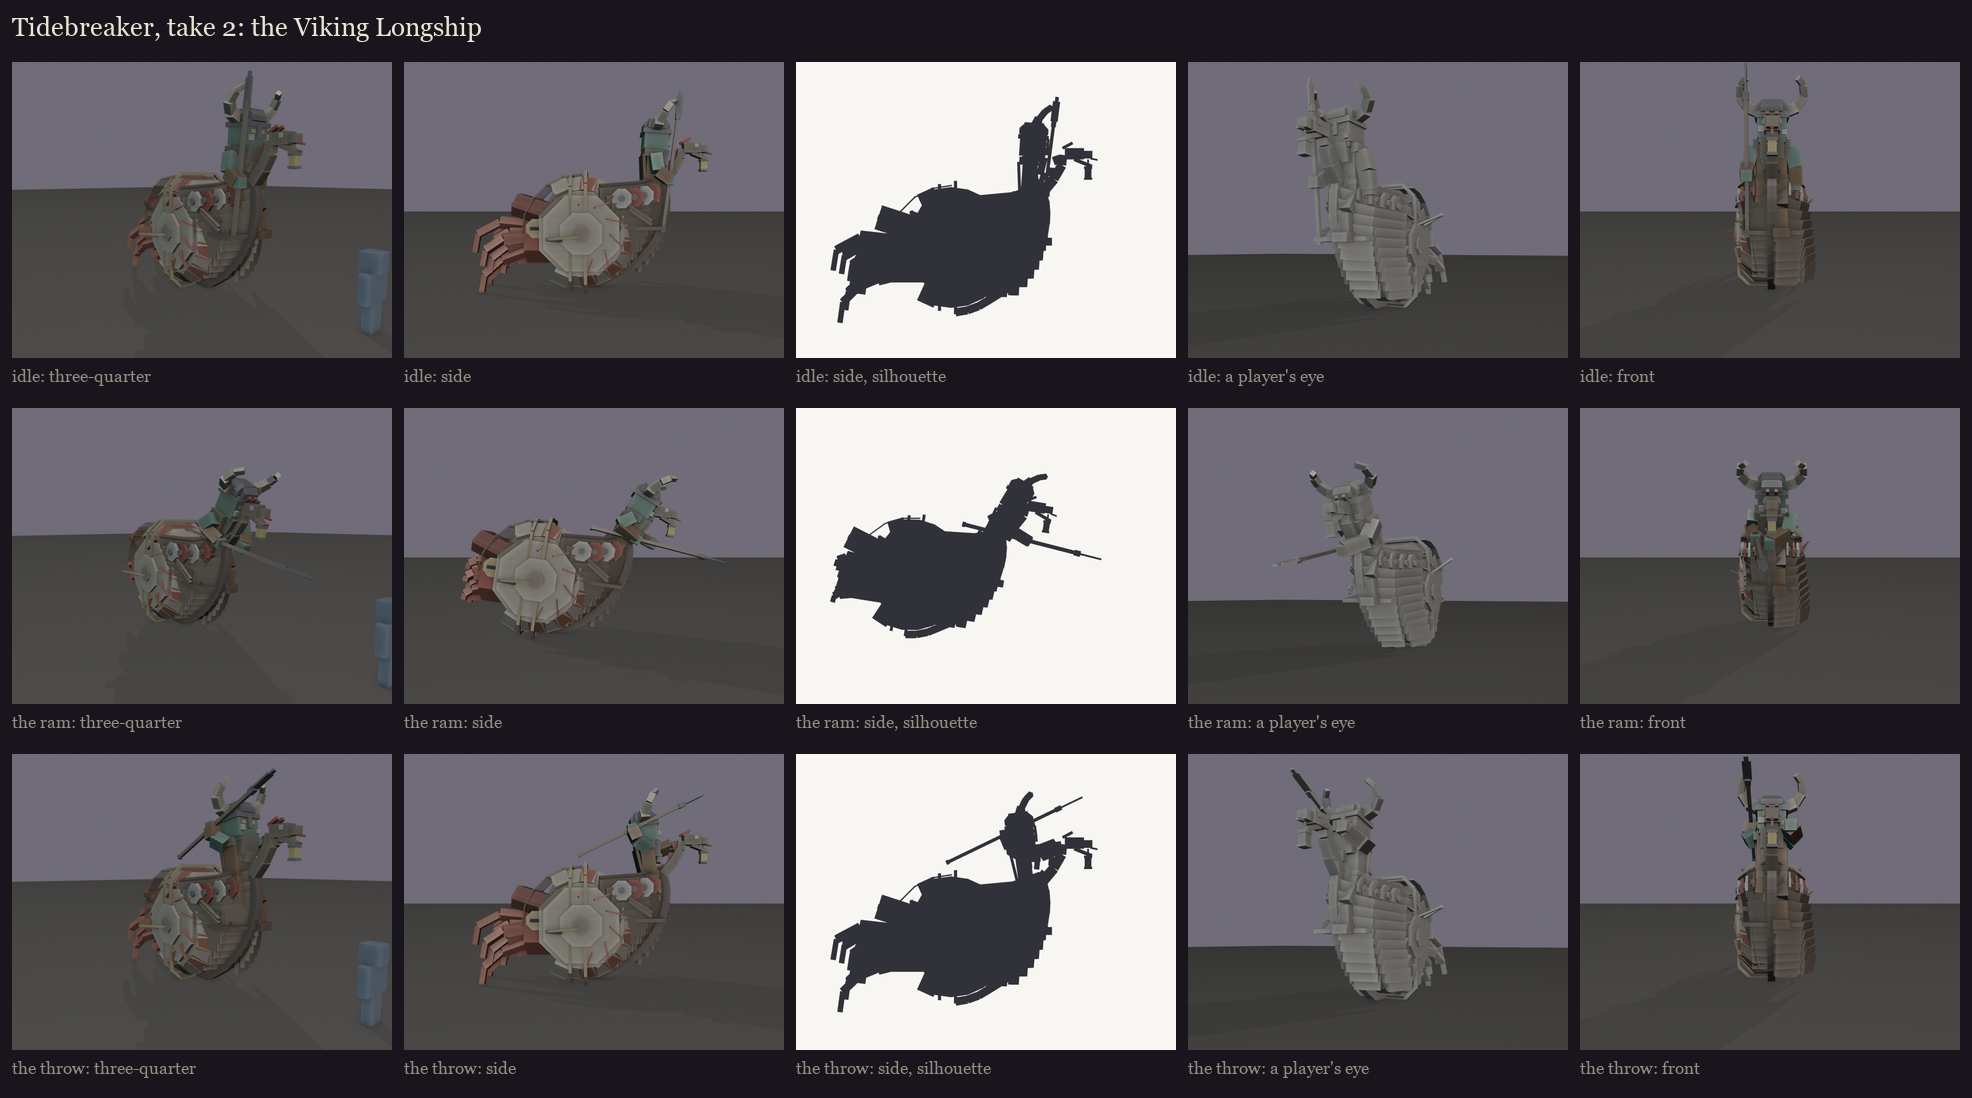 Tidebreaker, take 2: the Viking Longship
idle: three-quarter
idle: side
idle: side, silhouette
idle: a player's eye
idle: front
the ram: three-quarter
the ram: side
the ram: side, silhouette
the ram: a player's eye
the ram: front
the throw: three-quarter
the throw: side
the throw: side, silhouette
the throw: a player's eye
the throw: front